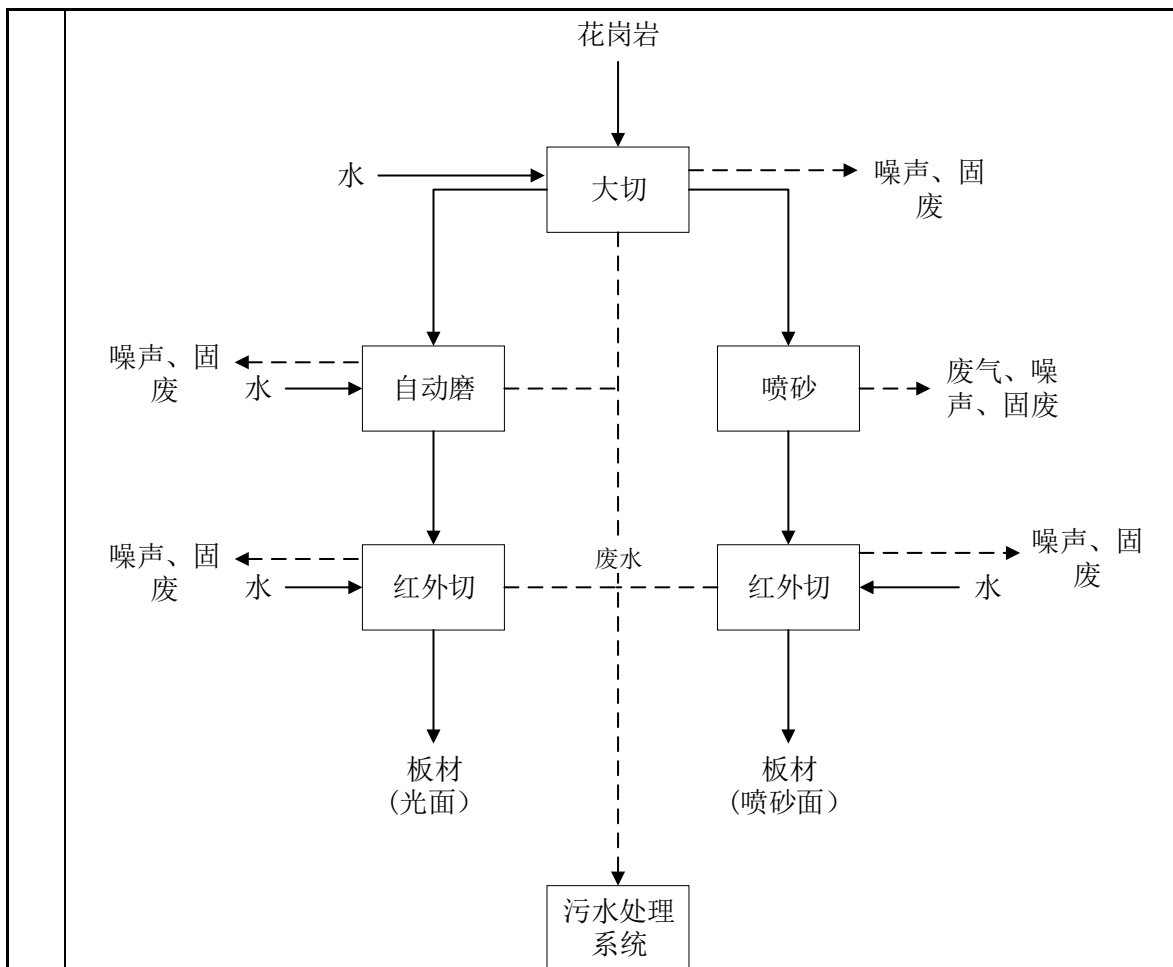 花岗岩
水
大切
噪声、固
废
噪声、固
废
水
自动磨
喷砂
废气、噪
声、固废
噪声、固
废
水
红外切
废水
红外切
噪声、固
废
水
板材
(光面）
板材
(喷砂面）
污水处理
系统